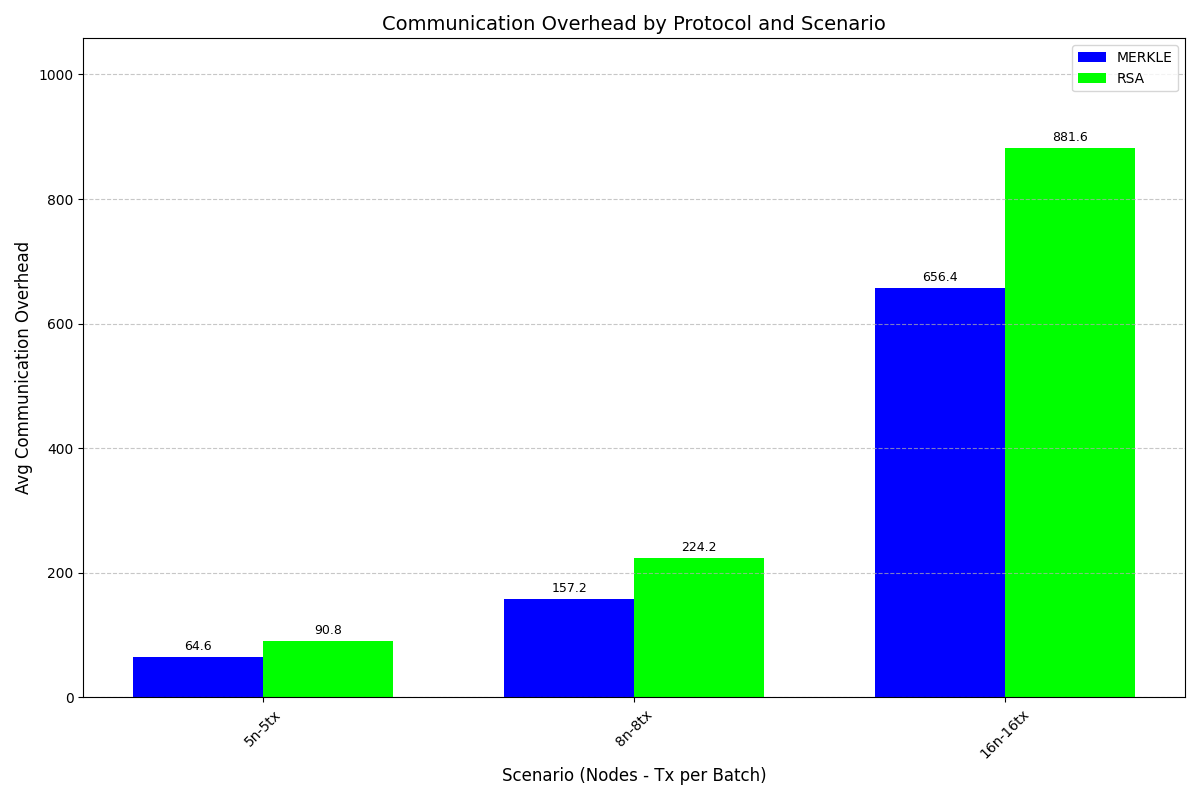 Communication Overhead by Protocol and Scenario
MERKLE
RSA
Avg Communication Overhead
1000
800
600
400
200
0
64.6
90.8
157.2
224.2
656.4
881.6
5n-5tx
8n-8tx
16n-16tx
Scenario (Nodes - Tx per Batch)